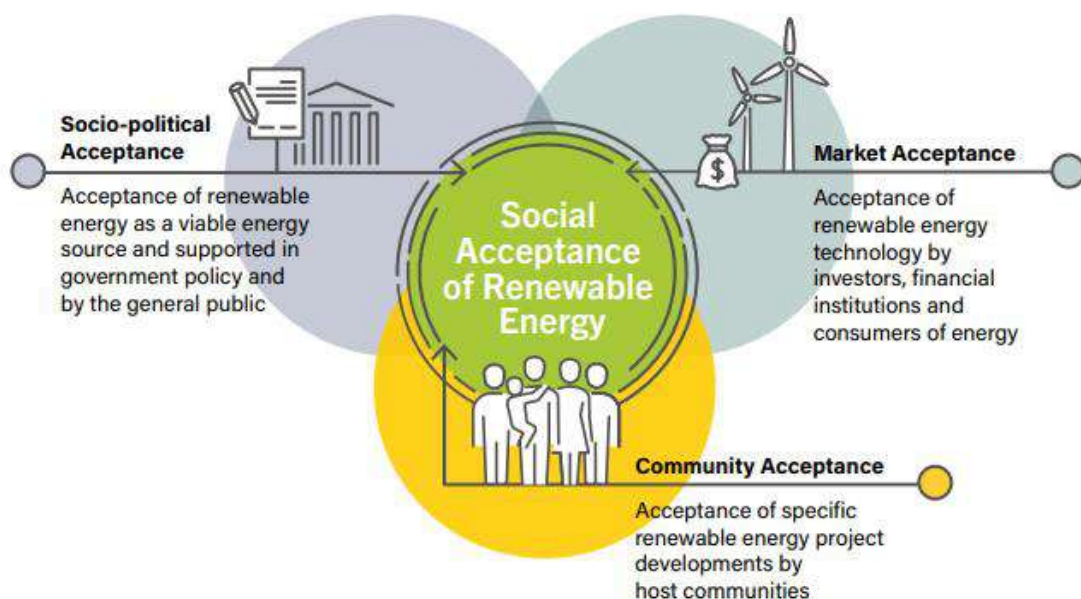 Socio-political
Acceptance
Acceptance of renewable
energy as a viable energy
source and supported in
government policy and
by the general public
Social
Acceptance
of Renewable
Energy
$
Market Acceptance
Acceptance of
renewable energy
technology by
investors, financial
institutions and
consumers of energy
Community Acceptance
Acceptance of specific
renewable energy project
developments by
host communities